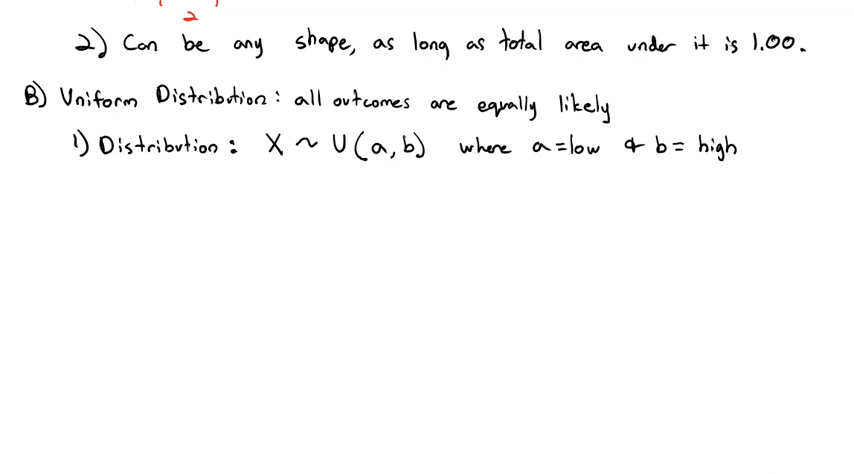 2
2) Can be any shape, as long as total area under it is 1.00.
B) Uniform Distribution: all outcomes are equally likely
1) Distribution: X ~ U(a, b) where a = low & b = high